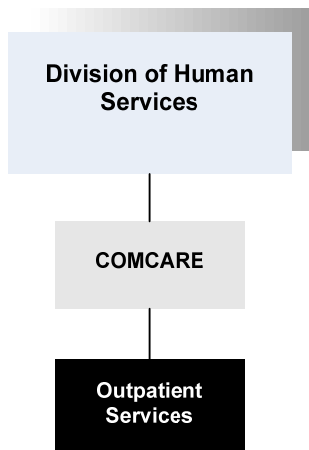 Division of Human
Services
COMCARE
Outpatient
Services